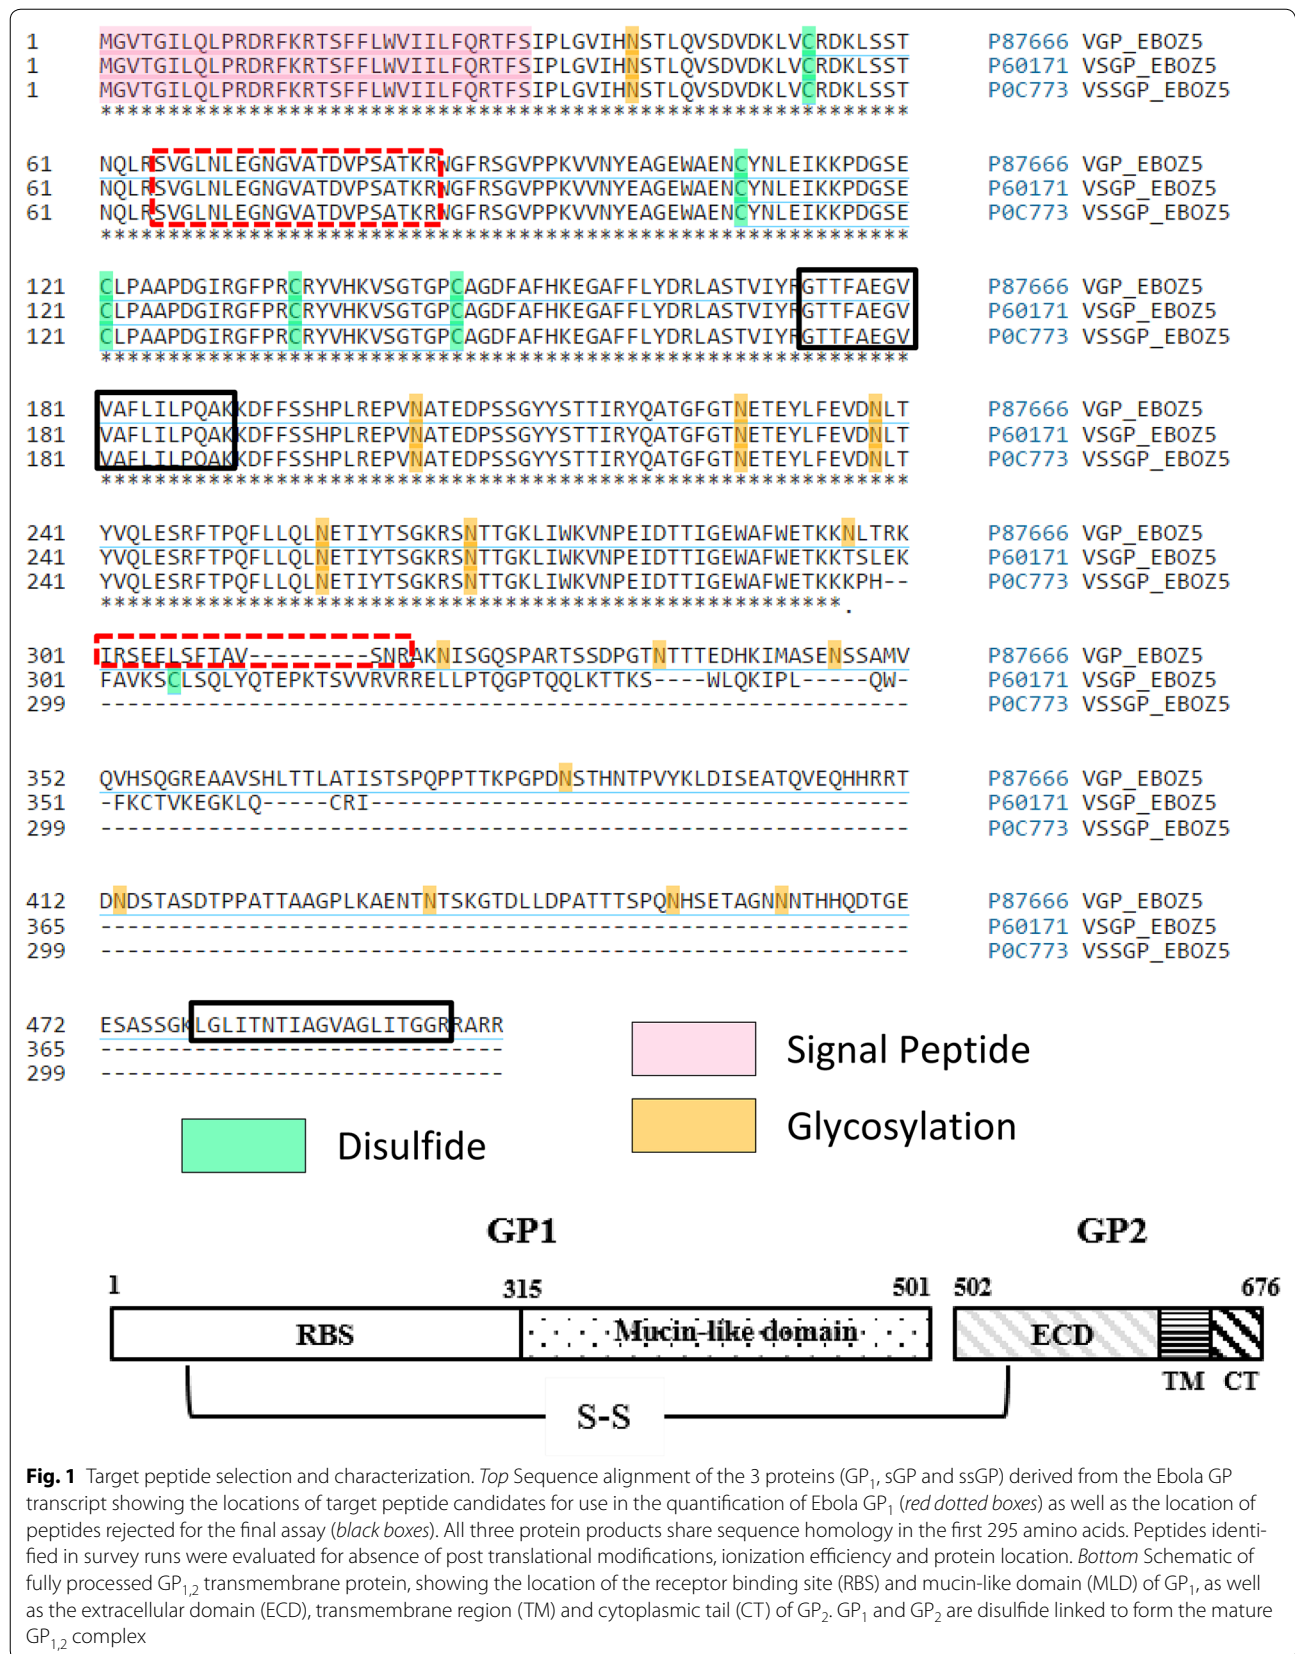 1 MGVTGILQLPRDRFKRTSFFLWVIILFQRTFSIPLGVIHNSTLQVSDVDKLVCRDKLSST P87666 VGP_EBOZ5
1 MGVTGILQLPRDRFKRTSFFLWVIILFQRTFSIPLGVIHNSTLQVSDVDKLVCRDKLSST P60171 VSGP_EBOZ5
1 MGVTGILQLPRDRFKRTSFFLWVIILFQRTFSIPLGVIHNSTLQVSDVDKLVCRDKLSST P0C773 VSSGP_EBOZ5
************************************************************
61 NQLRSVGLNLEGNGVATDVPSATKRWGFRSGVPPKVVNYEAGEWAENCYNLEIKKPDGSE P87666 VGP_EBOZ5
61 NQLRSVGLNLEGNGVATDVPSATKRWGFRSGVPPKVVNYEAGEWAENCYNLEIKKPDGSE P60171 VSGP_EBOZ5
61 NQLRSVGLNLEGNGVATDVPSATKRWGFRSGVPPKVVNYEAGEWAENCYNLEIKKPDGSE P0C773 VSSGP_EBOZ5
************************************************************
121 CLPAAPDGIRGFPRCRYVHKVSGTGPCAGDFAFHKEGAFFLYDRLASTVIYRGTTFAEGV P87666 VGP_EBOZ5
121 CLPAAPDGIRGFPRCRYVHKVSGTGPCAGDFAFHKEGAFFLYDRLASTVIYRGTTFAEGV P60171 VSGP_EBOZ5
121 CLPAAPDGIRGFPRCRYVHKVSGTGPCAGDFAFHKEGAFFLYDRLASTVIYRGTTFAEGV P0C773 VSSGP_EBOZ5
************************************************************
181 VAFLILPQAKKDFFSSHPLREPVNATEDPSSGYYSTTIRYQATGFGTNETEYLFEVDNLT P87666 VGP_EBOZ5
181 VAFLILPQAKKDFFSSHPLREPVNATEDPSSGYYSTTIRYQATGFGTNETEYLFEVDNLT P60171 VSGP_EBOZ5
181 VAFLILPQAKKDFFSSHPLREPVNATEDPSSGYYSTTIRYQATGFGTNETEYLFEVDNLT P0C773 VSSGP_EBOZ5
************************************************************
241 YVQLESRFTPQFLLQLNETIYTSGKRSNTTGKLIWKVNPEIDTTIGEWAFWETKKNLTRK P87666 VGP_EBOZ5
241 YVQLESRFTPQFLLQLNETIYTSGKRSNTTGKLIWKVNPEIDTTIGEWAFWETKKTSLEK P60171 VSGP_EBOZ5
241 YVQLESRFTPQFLLQLNETIYTSGKRSNTTGKLIWKVNPEIDTTIGEWAFWETKKKPH-- P0C773 VSSGP_EBOZ5
*******************************************************.
301 IRSEELSFTAV---------SNRAKNISGQSPARTSSDPGTNTTTEDHKIMASENSSAMV P87666 VGP_EBOZ5
301 FAVKSCLSQLYQTEPKTSVVRVRRELLPTQGPTQQLKTTKS----WLQKIPL-----QW- P60171 VSGP_EBOZ5
299 ------------------------------------------------------------ P0C773 VSSGP_EBOZ5
352 QVHSQGREAAVSHLTTLATISTSPQPPTTKPGPDNSTHNTPVYKLDISEATQVEQHHRRT P87666 VGP_EBOZ5
351 -FKCTVKEGKLQ-----CRI---------------------------------------- P60171 VSGP_EBOZ5
299 ------------------------------------------------------------ P0C773 VSSGP_EBOZ5
412 DNDSTASDTPPATTAAGPLKAENTNTSKGTDLLDPATTTSPQNHSETAGNNNTHHQDTGE P87666 VGP_EBOZ5
365 ------------------------------------------------------------ P60171 VSGP_EBOZ5
299 ------------------------------------------------------------ P0C773 VSSGP_EBOZ5
472 ESASSGKLGLITNTIAGVAGLITGGRRARR
365 ------------------------------
299 ------------------------------
Signal Peptide
Glycosylation
Disulfide
GP1 GP2
1 315 501 502 676
RBS Mucin-like domain ECD
TM CT
S-S
Fig. 1 Target peptide selection and characterization. Top Sequence alignment of the 3 proteins (GP1, sGP and ssGP) derived from the Ebola GP
transcript showing the locations of target peptide candidates for use in the quantification of Ebola GP1 (red dotted boxes) as well as the location of
peptides rejected for the final assay (black boxes). All three protein products share sequence homology in the first 295 amino acids. Peptides identi-
fied in survey runs were evaluated for absence of post translational modifications, ionization efficiency and protein location. Bottom Schematic of
fully processed GP1,2 transmembrane protein, showing the location of the receptor binding site (RBS) and mucin-like domain (MLD) of GP1, as well
as the extracellular domain (ECD), transmembrane region (TM) and cytoplasmic tail (CT) of GP2. GP1 and GP2 are disulfide linked to form the mature
GP1,2 complex